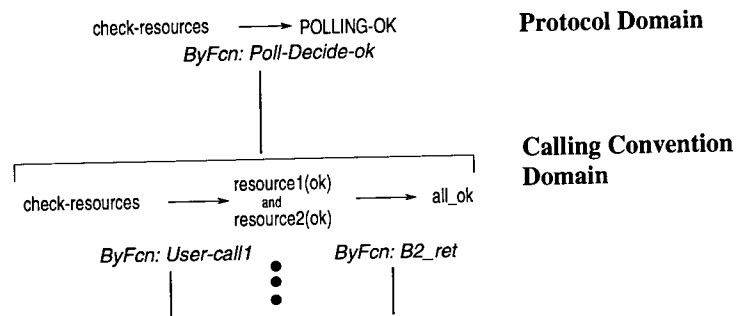 check-resources POLLING-OK Protocol Domain
ByFcn: Poll-Decide-ok
Calling Convention
Domain
check-resources resource1(ok) and resource2(ok) all_ok
ByFcn: User-call1 ByFcn: B2_ret